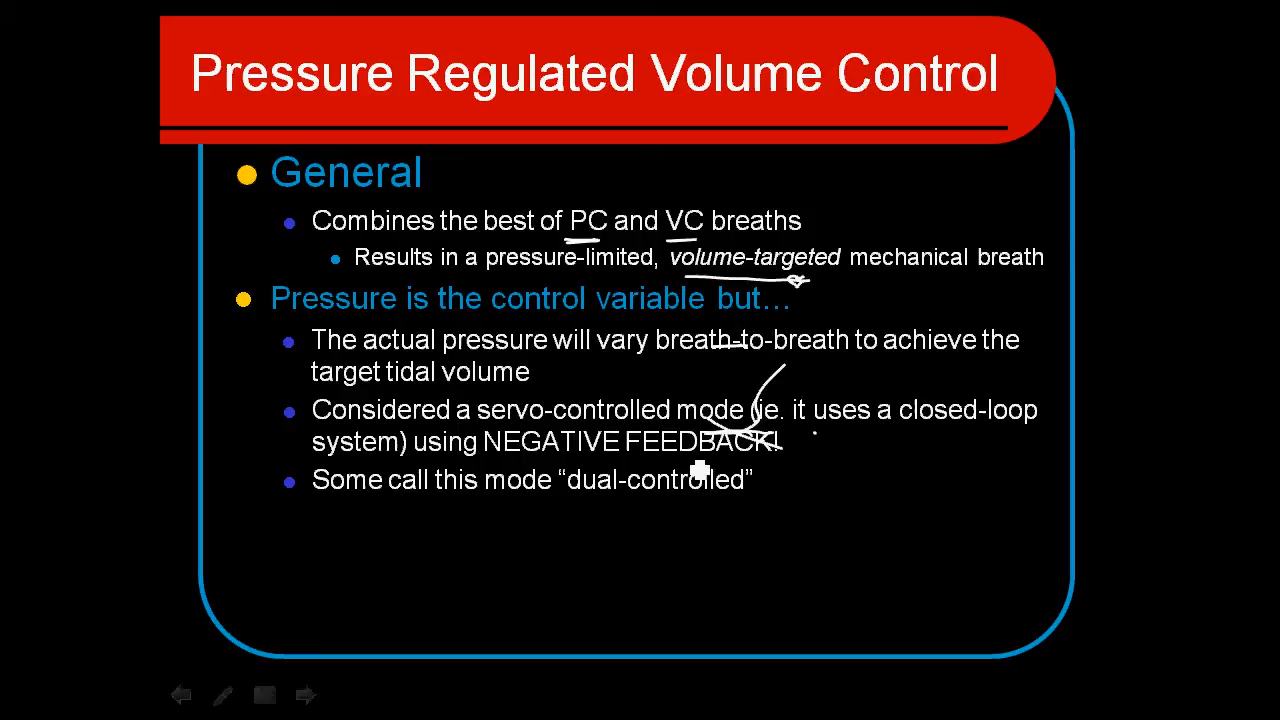 Pressure Regulated Volume Control
General
Combines the best of PC and VC breaths
Results in a pressure-limited, volume-targeted mechanical breath
Pressure is the control variable but…
The actual pressure will vary breath-to-breath to achieve the
target tidal volume
Considered a servo-controlled mode (ie. it uses a closed-loop
system) using NEGATIVE FEEDBACK!
Some call this mode “dual-controlled”